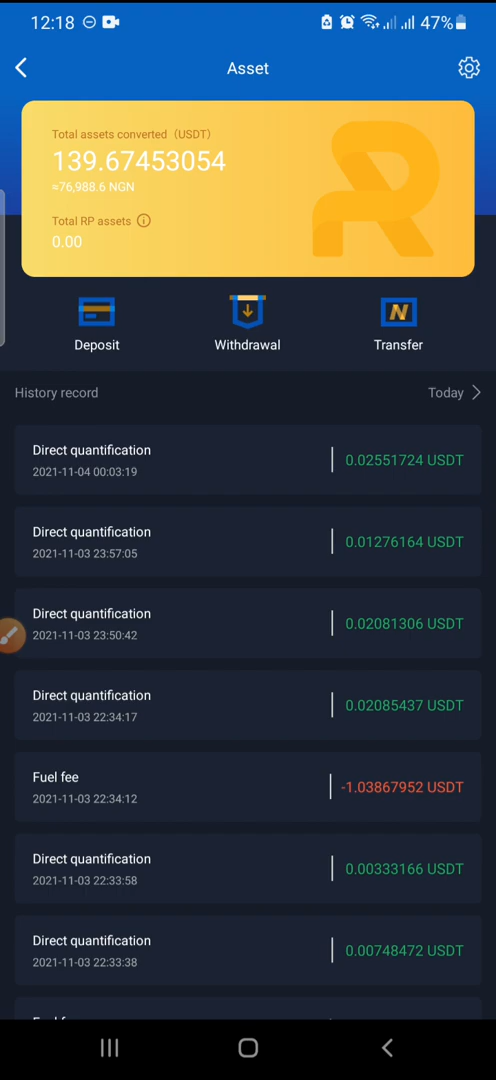 12:18 47%
Asset
Total assets converted（USDT）
139.67453054
≈76,988.6 NGN
Total RP assets
0.00
Deposit Withdrawal Transfer
History record Today
Direct quantification
2021-11-04 00:03:19
0.02551724 USDT
Direct quantification
2021-11-03 23:57:05
0.01276164 USDT
Direct quantification
2021-11-03 23:50:42
0.02081306 USDT
Direct quantification
2021-11-03 22:34:17
0.02085437 USDT
Fuel fee
2021-11-03 22:34:12
-1.03867952 USDT
Direct quantification
2021-11-03 22:33:58
0.00333166 USDT
Direct quantification
2021-11-03 22:33:38
0.00748472 USDT